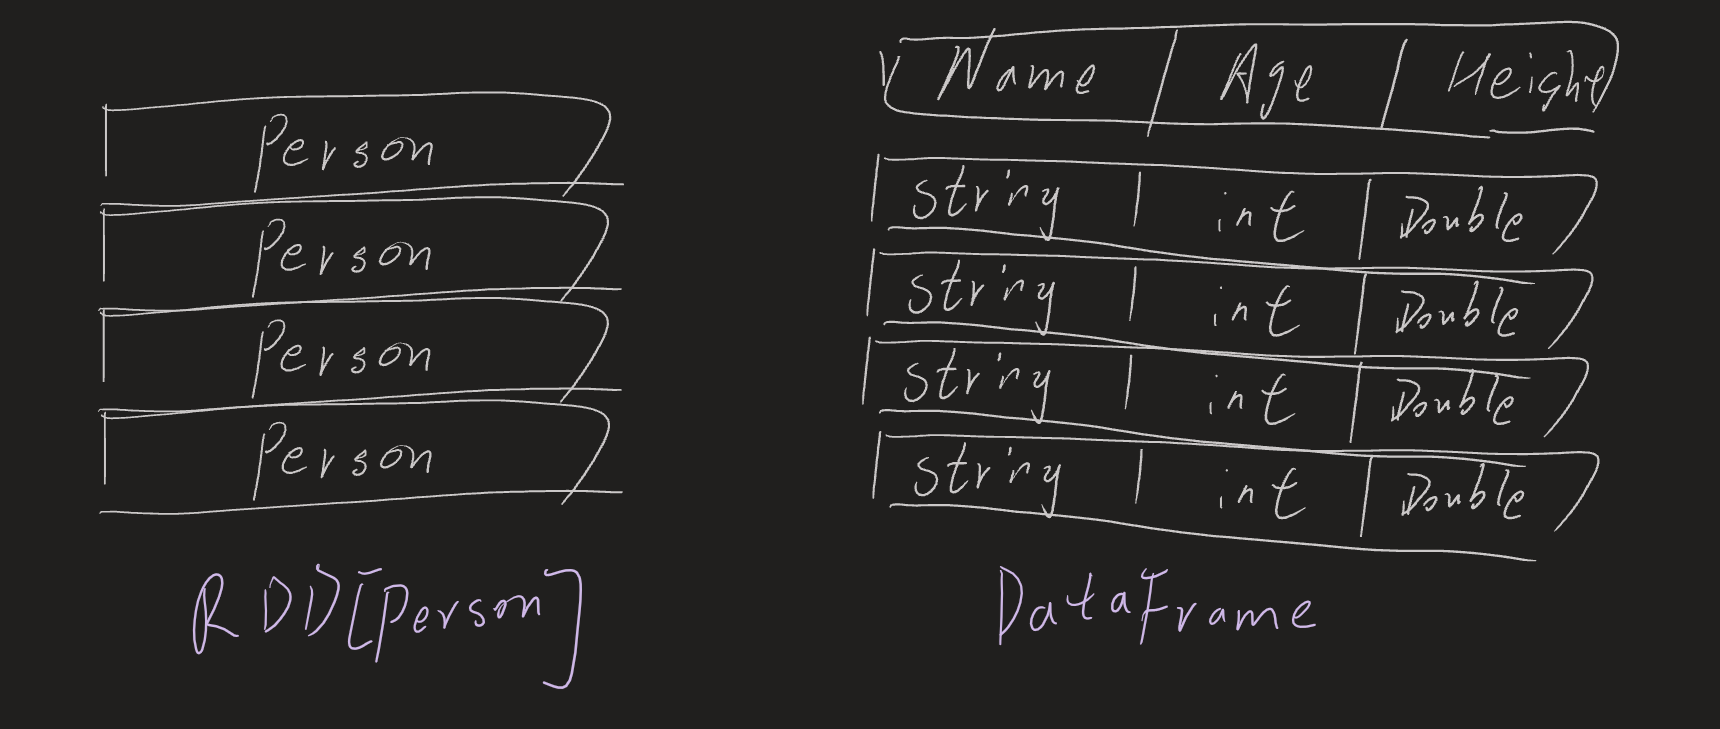 Person
Person
Person
Person
RDD[Person]
Name Age Height
String int Double
String int Double
String int Double
String int Double
DataFrame